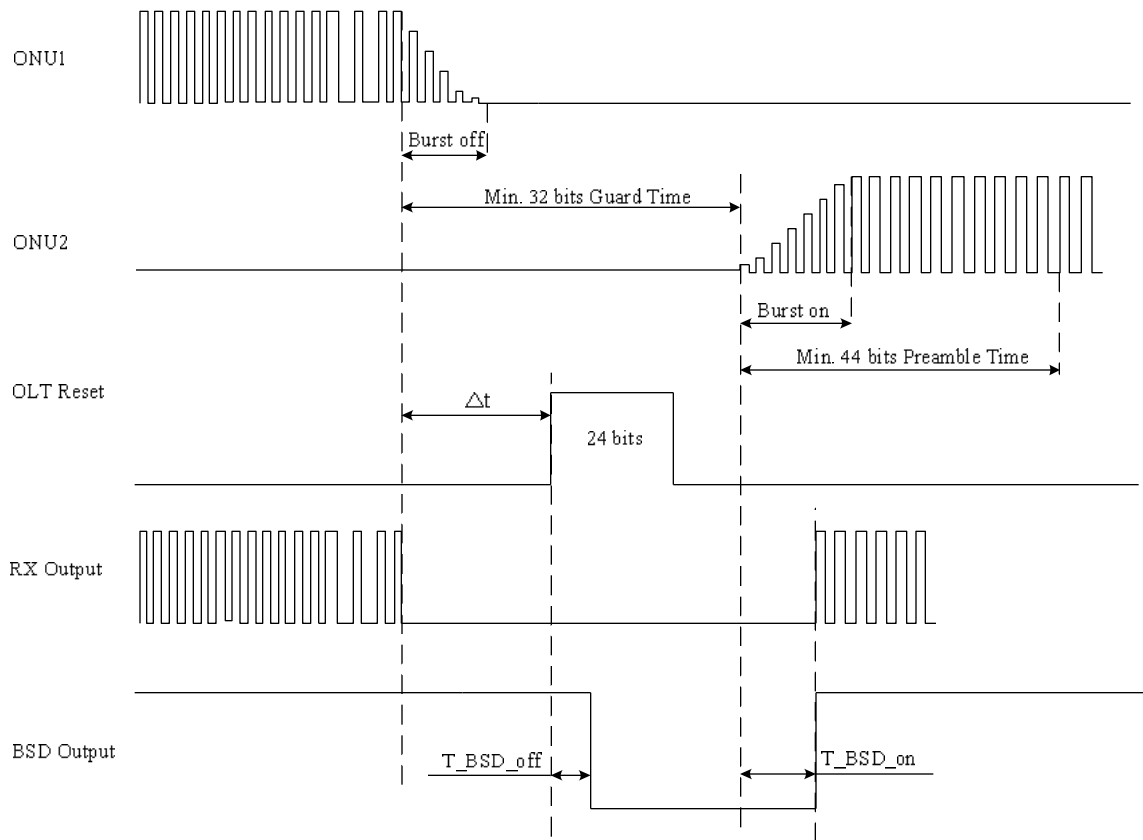 ONU1
Burst off
Min. 32 bits Guard Time
ONU2
Burst on
Min. 44 bits Preamble Time
OLT Reset
△t
24 bits
RX Output
BSD Output
T_BSD_off
T_BSD_on